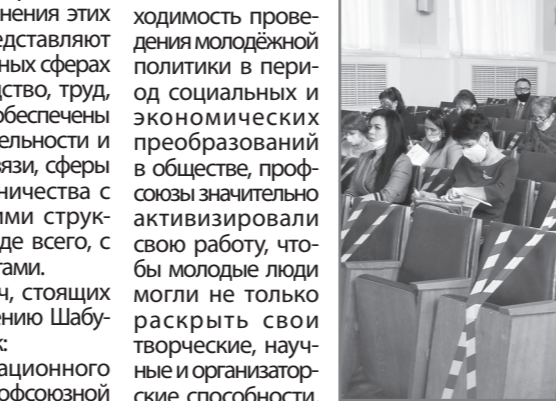 нения этих
едставляют
ных сферах
дство, труд,
обеспечены
ельности и
вязи, сферы
ничества с
ими струк-
де всего, с
тами.
ч, стоящих
ению Шабу-
к:
ационного
офсоюзной
ходимость прове-
дения молодёжной
политики в пери-
од социальных и
экономических
преобразований
в обществе, проф-
союзы значительно
активизировали
свою работу, что-
бы молодые люди
могли не только
раскрыть свои
творческие, науч-
ные и организатор-
ские способности,